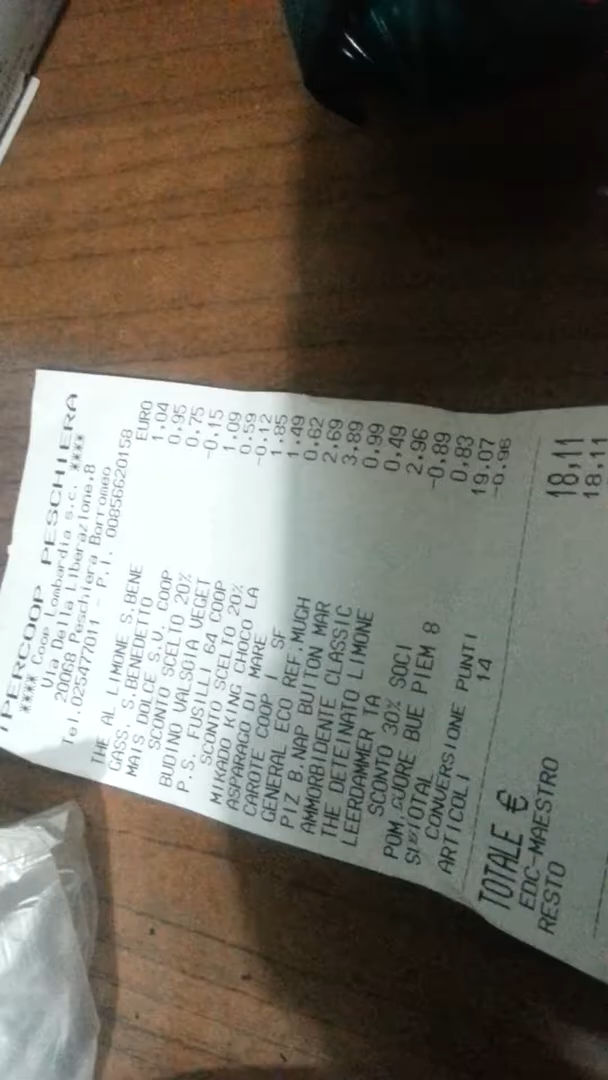 IPERCOOP PESCHIERA
**** Coop Lombardia s.c. ****
Via Della Liberazione,8
20068 Peschiera Borromeo
Tel.025477011 - P.I. 00856620158
EURO
THE AL LIMONE S.BENE 1.04
GASS. S.BENEDETTO 0.95
MAIS DOLCE S.V. COOP 0.75
SCONTO SCELTO 20% -0.15
BUDINO VALSOIA VEGET 1.09
P.S. FUSILLI 64 COOP 0.59
SCONTO SCELTO 20% -0.12
MIKADO KING CHOCO LA 1.85
ASPARAGO DI MARE 1.49
CAROTE COOP I SF 0.62
GENERAL ECO REF.MUGH 2.69
PIZ B.NAP BUITON MAR 3.89
AMMORBIDENTE CLASSIC 0.99
THE DETEINATO LIMONE 0.49
LEERDAMMER TA 2.96
SCONTO 30% SOCI -0.89
POM.CUORE BUE PIEM 8 0.83
SUBTOTAL 19.07
CONVERSIONE PUNTI -0.96
ARTICOLI 14
TOTALE € 18,11
EDC-MAESTRO 18.11
RESTO